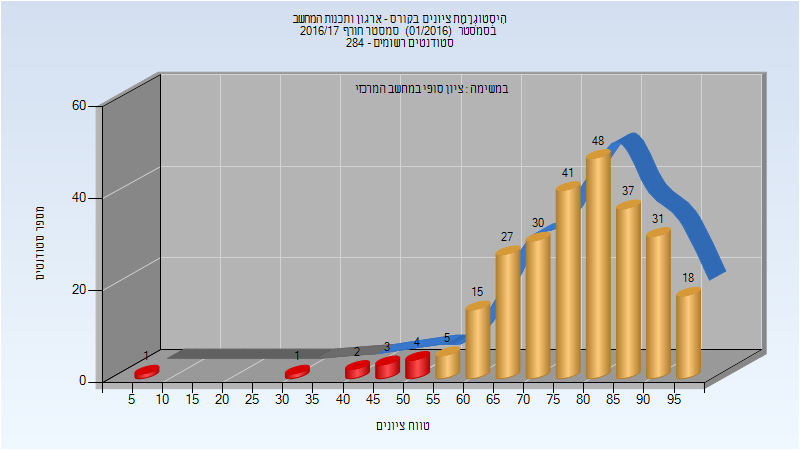 היסטוגרמת ציונים בקורס - ארגון ותכנות המחשב
בסמסטר (01/2016) סמסטר חורף 2016/17
סטודנטים רשומים - 284
במשימה : ציון סופי במחשב המרכזי
מספר סטודנטים
60
40
20
0
1 1 2 3 4 5 15 27 30 41 48 37 31 18
5 10 15 20 25 30 35 40 45 50 55 60 65 70 75 80 85 90 95
טווח ציונים